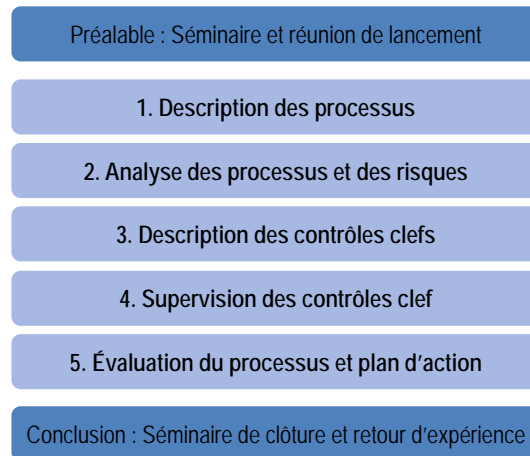 Préalable : Séminaire et réunion de lancement
1. Description des processus
2. Analyse des processus et des risques
3. Description des contrôles clefs
4. Supervision des contrôles clef
5. Évaluation du processus et plan d'action
Conclusion : Séminaire de clôture et retour d'expérience